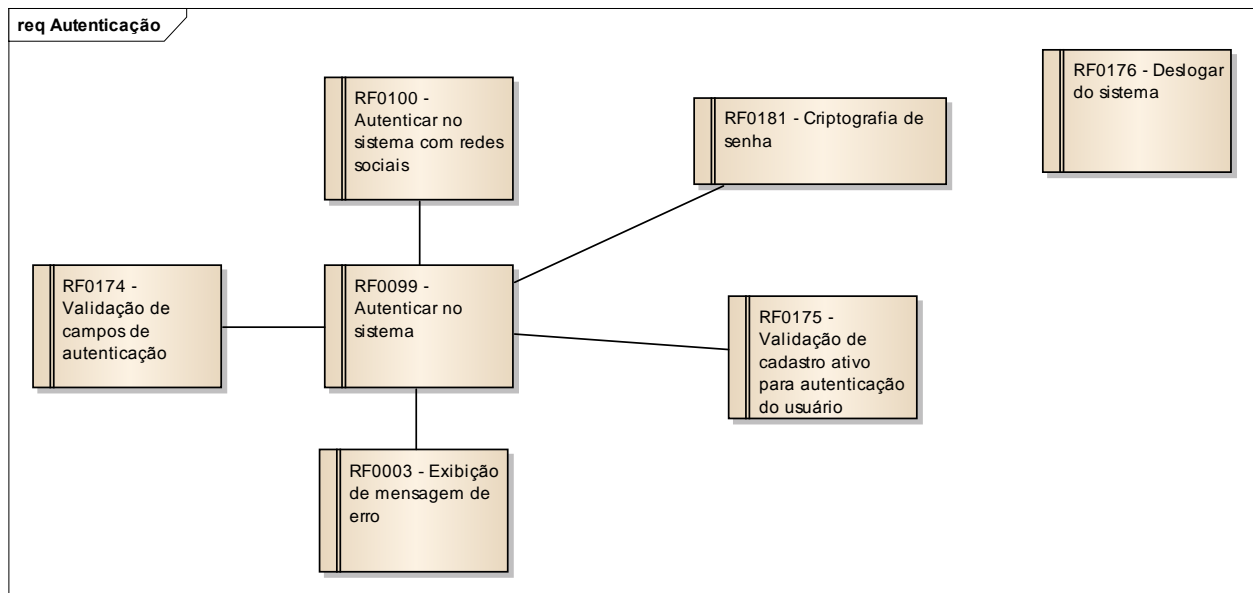 req Autenticação
RF0100 -
Autenticar no
sistema com redes
sociais
RF0181 - Criptografia de
senha
RF0176 - Deslogar
do sistema
RF0174 -
Validação de
campos de
autenticação
RF0099 -
Autenticar no
sistema
RF0175 -
Validação de
cadastro ativo
para autenticação
do usuário
RF0003 - Exibição
de mensagem de
erro